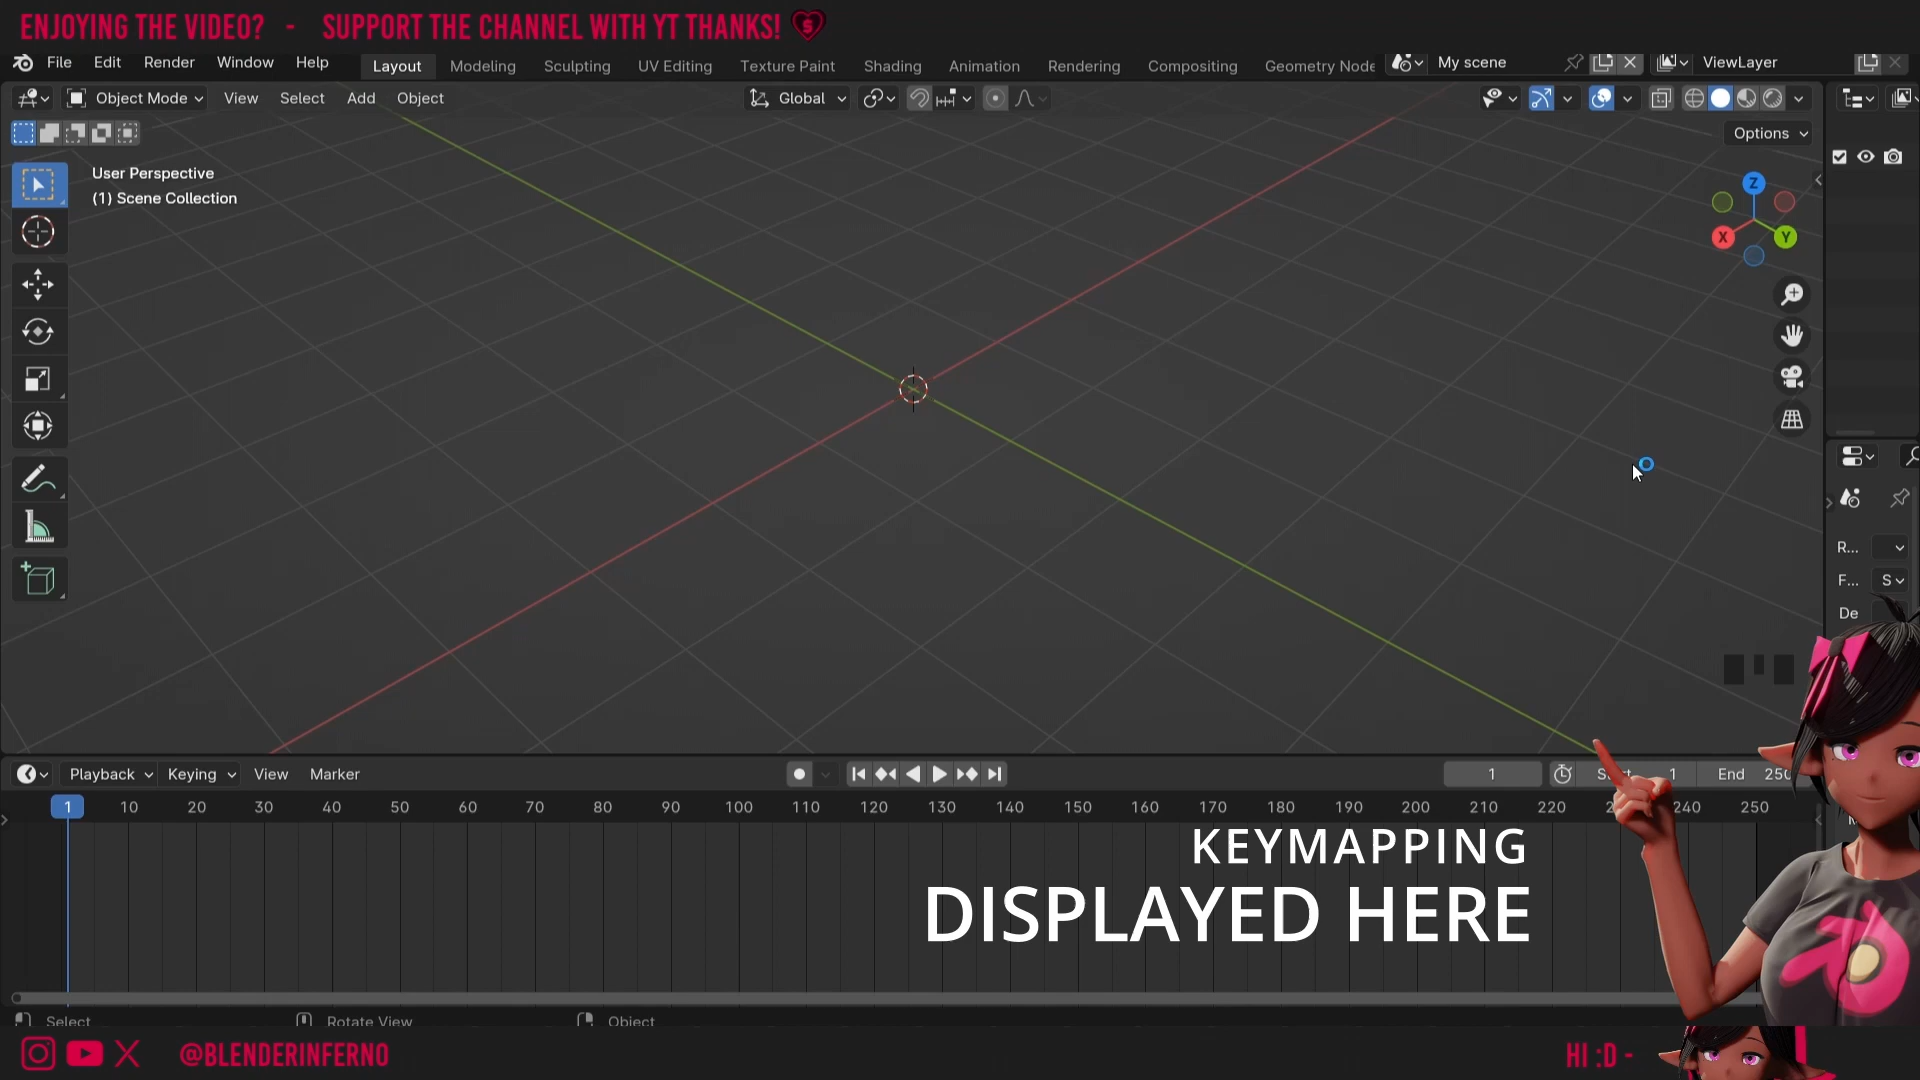 ENJOYING THE VIDEO? - SUPPORT THE CHANNEL WITH YT THANKS!
File Edit Render Window Help Layout Modeling Sculpting UV Editing Texture Paint Shading Animation Rendering Compositing Geometry Node My scene ViewLayer
Object Mode View Select Add Object Global
Options
User Perspective
(1) Scene Collection
Z
X Y
R...
F... S
De
Playback Keying View Marker 1 1 End 250
1 10 20 30 40 50 60 70 80 90 100 110 120 130 140 150 160 170 180 190 200 210 220 240 250
KEYMAPPING
DISPLAYED HERE
Select Rotate View Object
@BLENDERINFERNO HI :D -